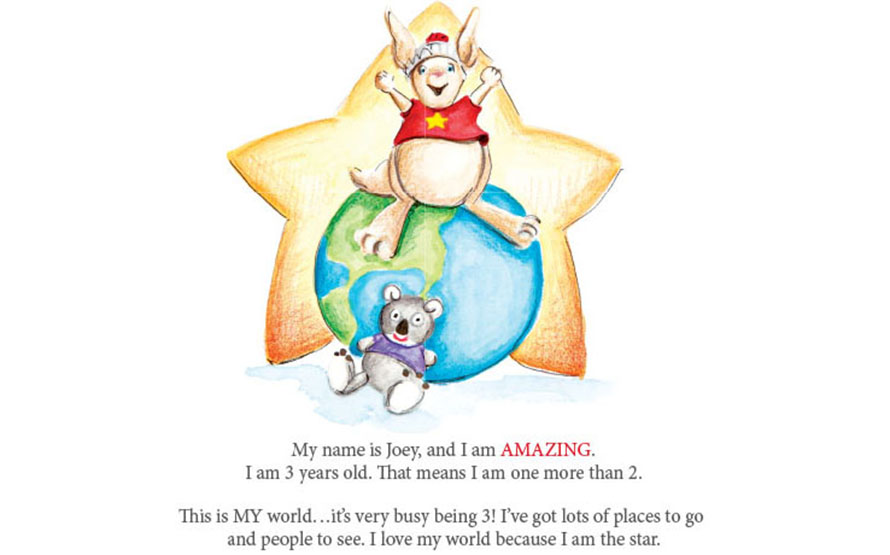 My name is Joey, and I am AMAZING.
I am 3 years old. That means I am one more than 2.
This is MY world…it's very busy being 3! I've got lots of places to go
and people to see. I love my world because I am the star.